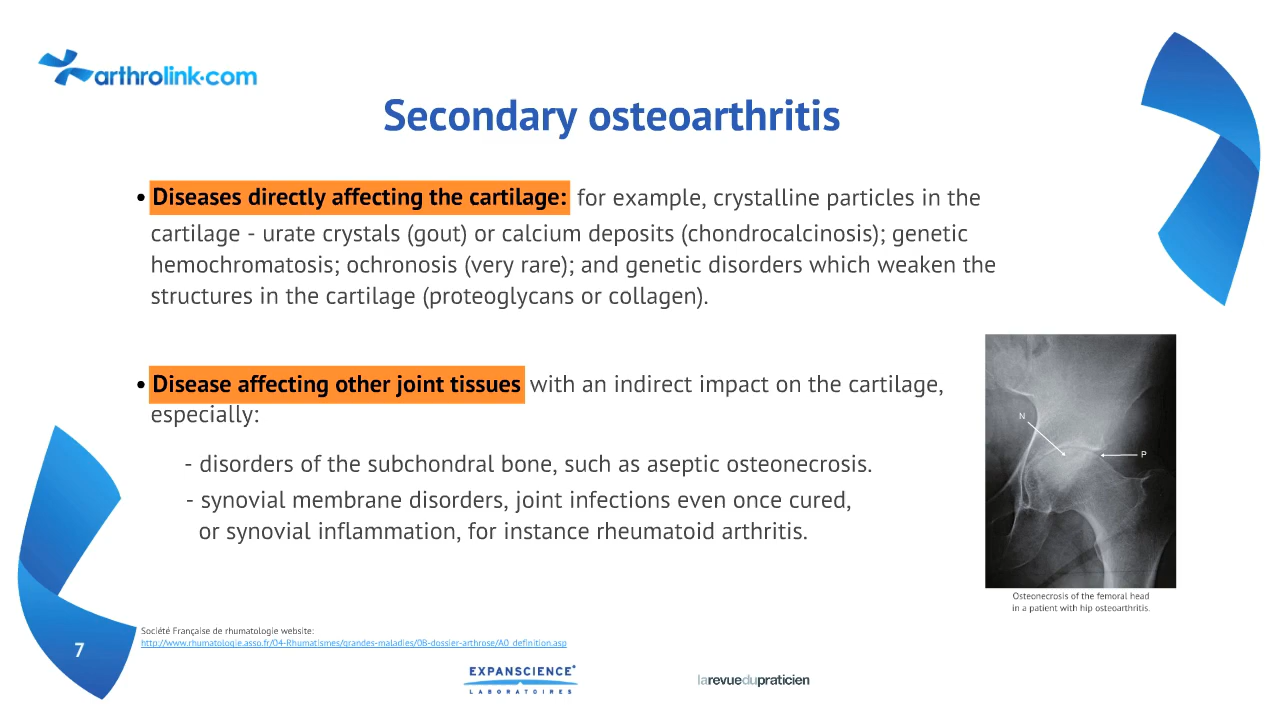 arthrolink.com
Secondary osteoarthritis
• Diseases directly affecting the cartilage: for example, crystalline particles in the
cartilage - urate crystals (gout) or calcium deposits (chondrocalcinosis); genetic
hemochromatosis; ochronosis (very rare); and genetic disorders which weaken the
structures in the cartilage (proteoglycans or collagen).
• Disease affecting other joint tissues with an indirect impact on the cartilage,
especially:
- disorders of the subchondral bone, such as aseptic osteonecrosis.
- synovial membrane disorders, joint infections even once cured,
or synovial inflammation, for instance rheumatoid arthritis.
N
P
Osteonecrosis of the femoral head
in a patient with hip osteoarthritis.
Société Française de rhumatologie website:
http://www.rhumatologie.asso.fr/04-Rhumatismes/grandes-maladies/0B-dossier-arthrose/A0_definition.asp
7
EXPANSCIENCE
LABORATOIRES
larevuedupraticien